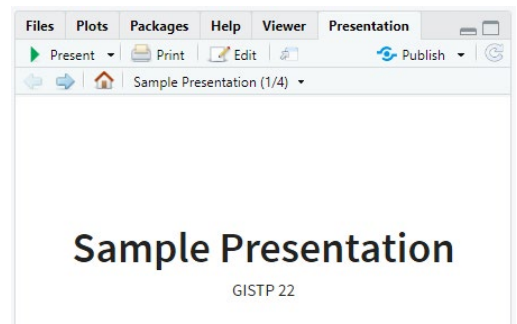 Files Plots Packages Help Viewer Presentation
Present Print Edit Publish
Sample Presentation (1/4)
Sample Presentation
GISTP 22